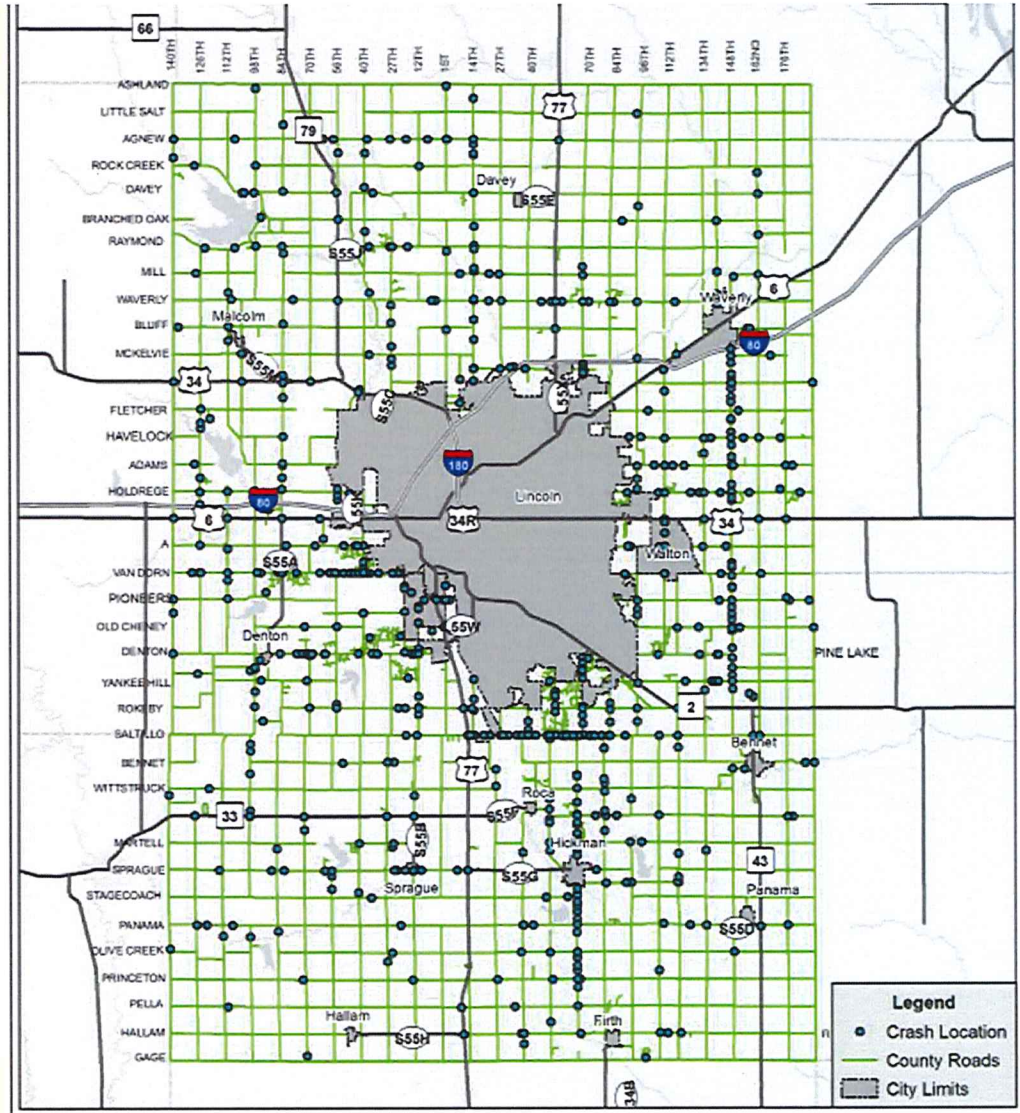 66
140TH
126TH
112TH
98TH
84TH
70TH
56TH
40TH
27TH
12TH
1ST
14TH
27TH
40TH
70TH
84TH
96TH
112TH
134TH
148TH
162ND
176TH
ASHLAND
LITTLE SALT
77
79
AGNEW
ROCK CREEK
DAVEY
Davey
S55E
BRANCHED OAK
RAYMOND
S55J
MILL
6
WAVERLY
Waverly
Malcolm
BLUFF
80
MCKELVIE
S55M
34
FLETCHER
HAVELOCK
ADAMS
180
HOLDREGE
80
Lincoln
55K
6
34R
34
A
Walton
S55A
VAN DORN
PIONEERS
OLD CHENEY
55W
Denton
DENTON
PINE LAKE
YANKEE HILL
ROKEBY
2
SALTILLO
Bennet
BENNET
77
WITTSTRUCK
Roca
S55F
33
MARTELL
S55B
Hickman
SPRAGUE
Sprague
S55G
43
STAGECOACH
Panama
PANAMA
S55D
OLIVE CREEK
PRINCETON
PELLA
Hallam
Firth
HALLAM
S55H
GAGE
34B
Legend
Crash Location
County Roads
City Limits